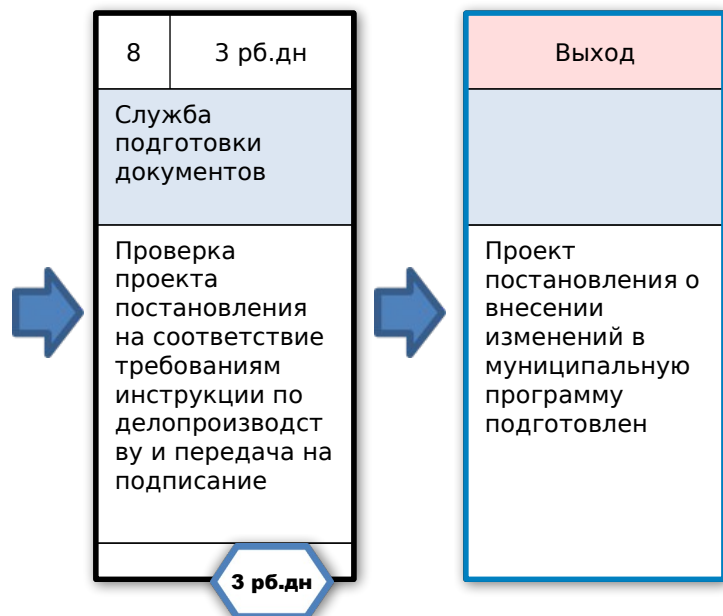 8
3 рб.дн
Служба
подготовки
документов
Проверка
проекта
постановления
на соответствие
требованиям
инструкции по
делопроизводст
ву и передача на
подписание
3 рб.дн
Выход
Проект
постановления о
внесении
изменений в
муниципальную
программу
подготовлен